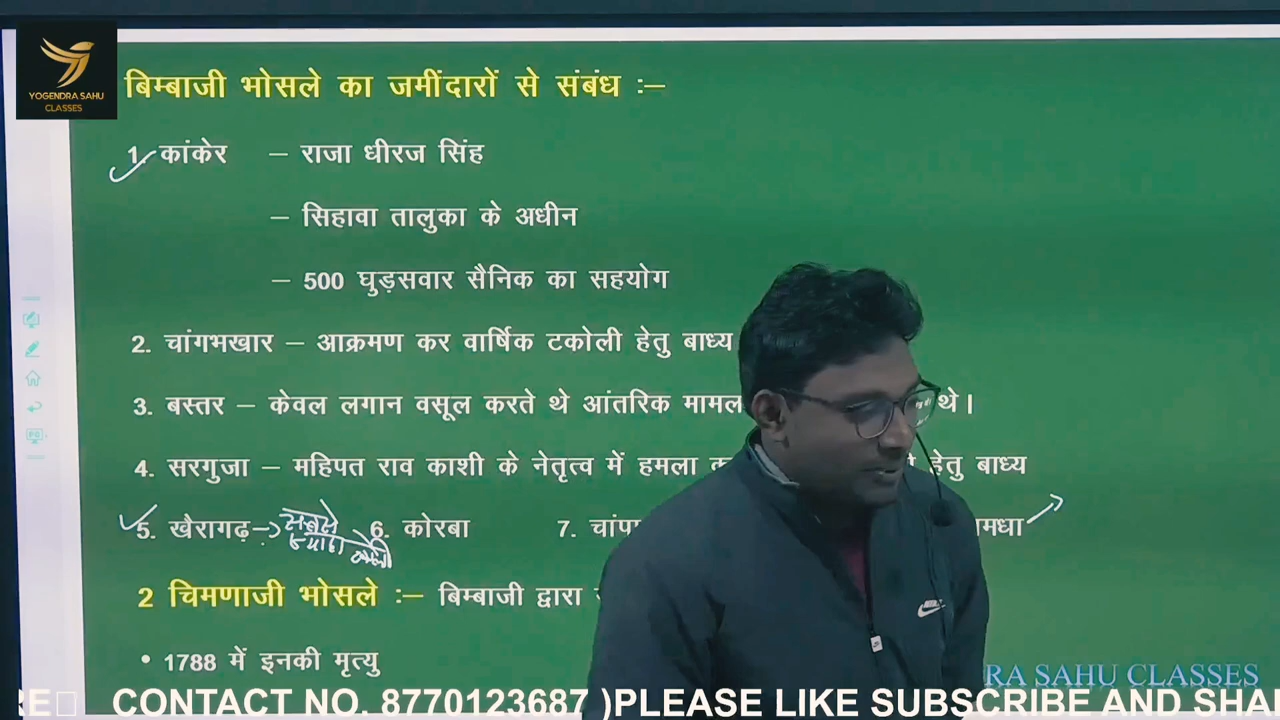 YOGENDRA SAHU
CLASSES
बिम्बाजी भोसले का जमींदारों से संबंध :–
1. कांकेर – राजा धीरज सिंह
– सिहावा तालुका के अधीन
– 500 घुड़सवार सैनिक का सहयोग
2. चांगभखार – आक्रमण कर वार्षिक टकोली हेतु बाध्य
3. बस्तर – केवल लगान वसूल करते थे आंतरिक मामल थे।
4. सरगुजा – महिपत राव काशी के नेतृत्व में हमला हेतु बाध्य
5. खैरागढ़ सबसे ज्यादा 6. कोरबा 7. चांपा
2 चिमणाजी भोसले :– बिम्बाजी द्वारा
• 1788 में इनकी मृत्यु
RA SAHU CLASSES
RE CONTACT NO. 8770123687 )PLEASE LIKE SUBSCRIBE AND SHA